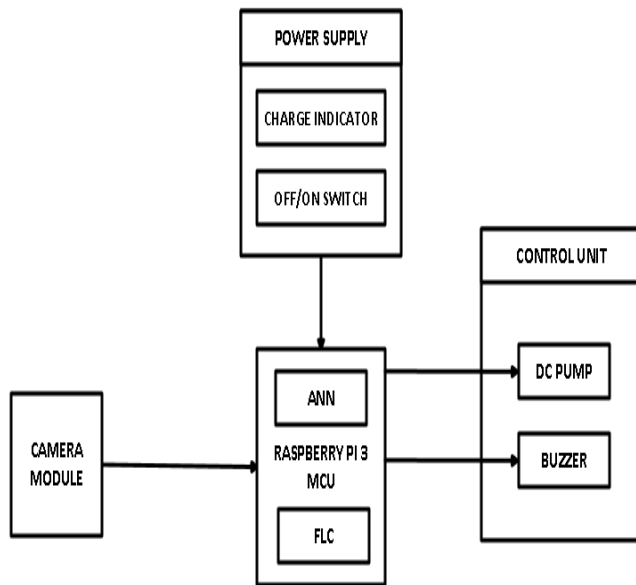 POWER SUPPLY
CHARGE INDICATOR
OFF/ON SWITCH
CONTROL UNIT
DC PUMP
BUZZER
ANN
RASPBERRY PI 3
MCU
FLC
CAMERA
MODULE